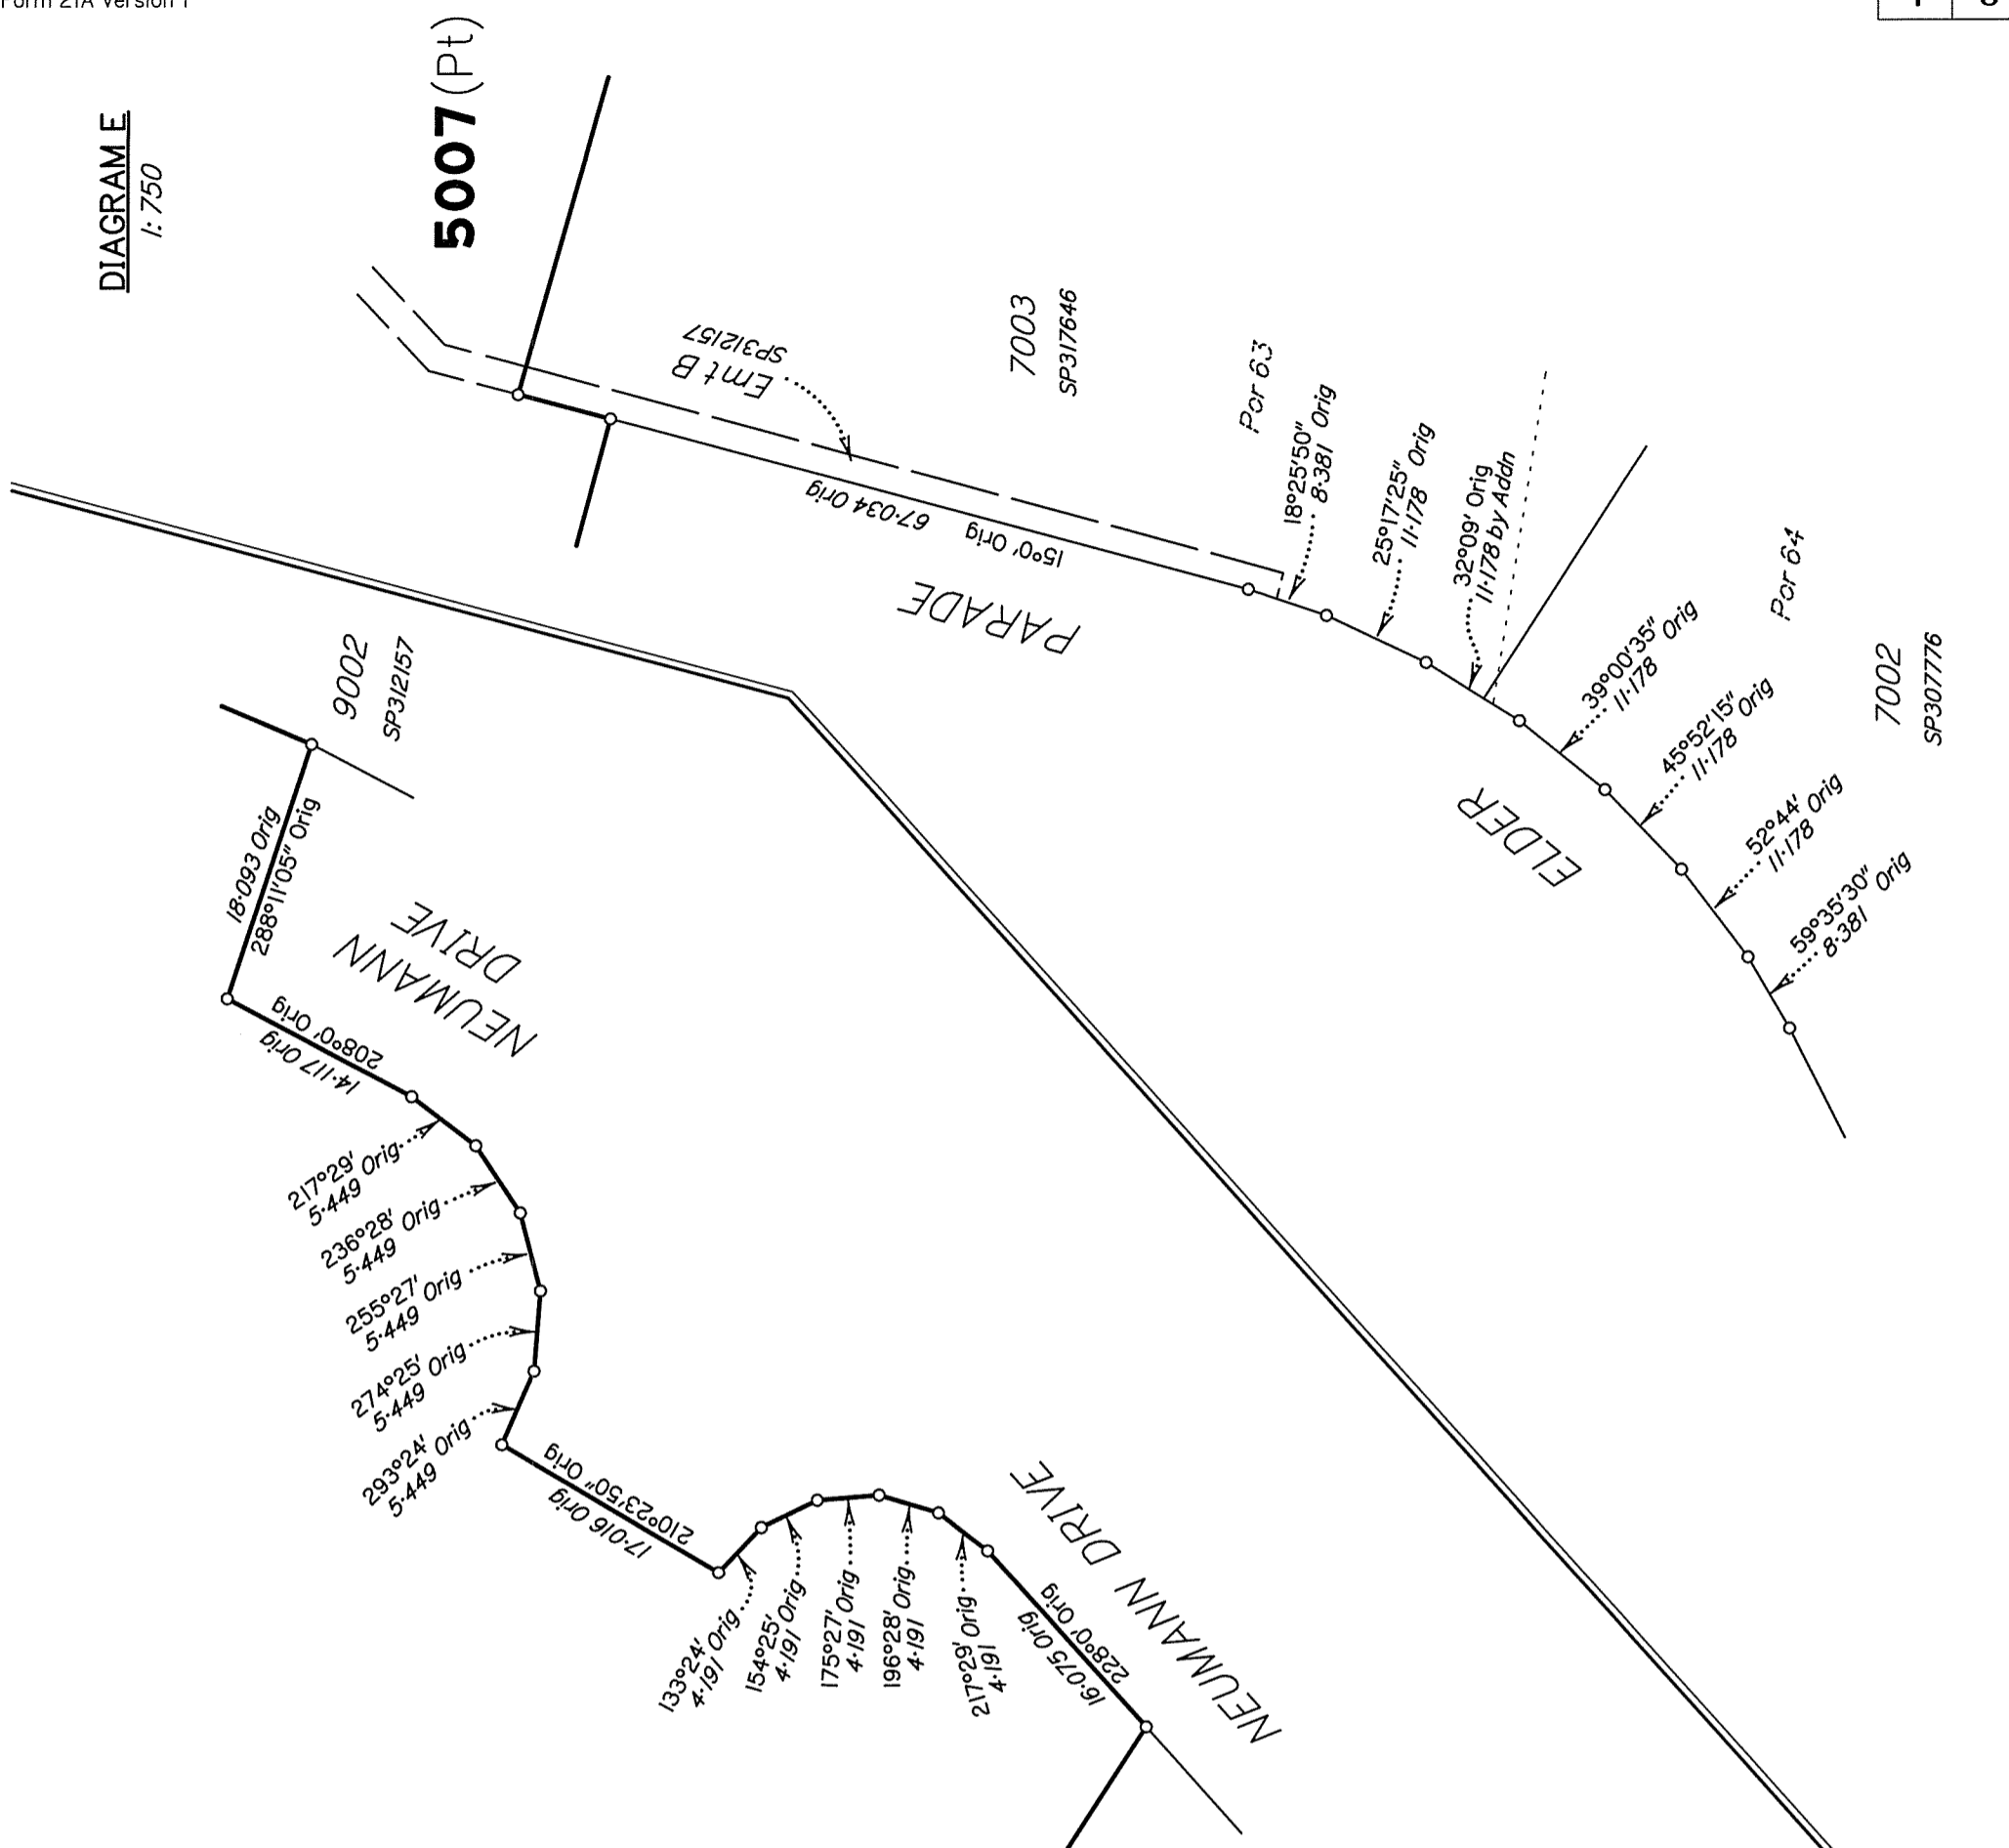 Form 21A Version 1
DIAGRAM E
1:750
5007 (Pt)
Emt B
SP312157
7003
SP317646
Por 63
67·034 Orig
15°0' Orig
PARADE
18°25'50"
8·381 Orig
25°17'25" Orig
11·178
32°09' Orig
11·178 by Addn
39°00'35" Orig
11·178
45°52'15" Orig
11·178
52°44' Orig
11·178
59°35'30" Orig
8·381
Por 64
7002
SP307776
ELDER
9002
SP312157
18·093 Orig
288°11'05" Orig
NEUMANN
DRIVE
208°0' Orig
14·117 Orig
217°29' Orig
5·449
236°28' Orig
5·449
255°27' Orig
5·449
274°25' Orig
5·449
293°24' Orig
5·449
210°23'50" Orig
17·016 Orig
133°24'
4·191 Orig
154°25' Orig
4·191
175°27' Orig
4·191
196°28' Orig
4·191
217°29' Orig
4·191
16·075 Orig
228°0' Orig
NEUMANN DRIVE